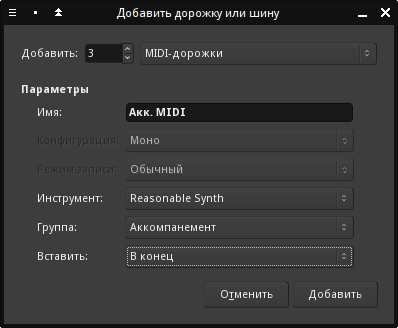 Добавить дорожку или шину
Добавить: 3 MIDI-дорожки
Параметры
Имя: Акк. MIDI
Конфигурация: Моно
Режим записи: Обычный
Инструмент: Reasonable Synth
Группа: Аккомпанемент
Вставить: В конец
Отменить Добавить